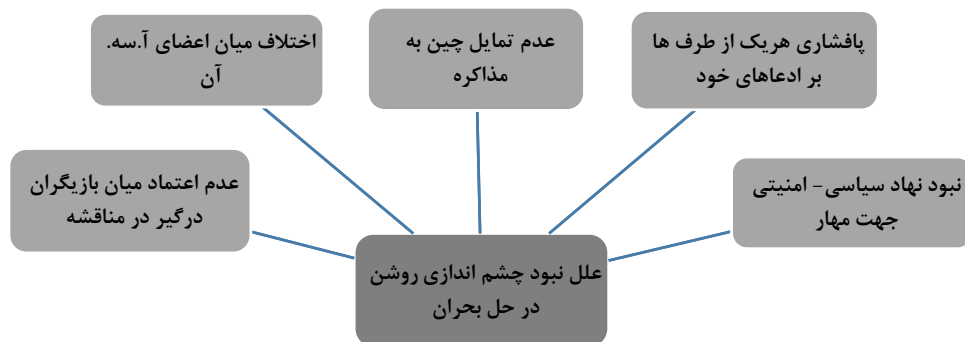 پافشاری هریک از طرف ها
بر ادعاهای خود
عدم تمایل چین به
مذاکره
اختلاف میان اعضای آ.سه.
آن
نبود نهاد سیاسی- امنیتی
جهت مهار
عدم اعتماد میان بازیگران
درگیر در مناقشه
علل نبود چشم اندازی روشن
در حل بحران